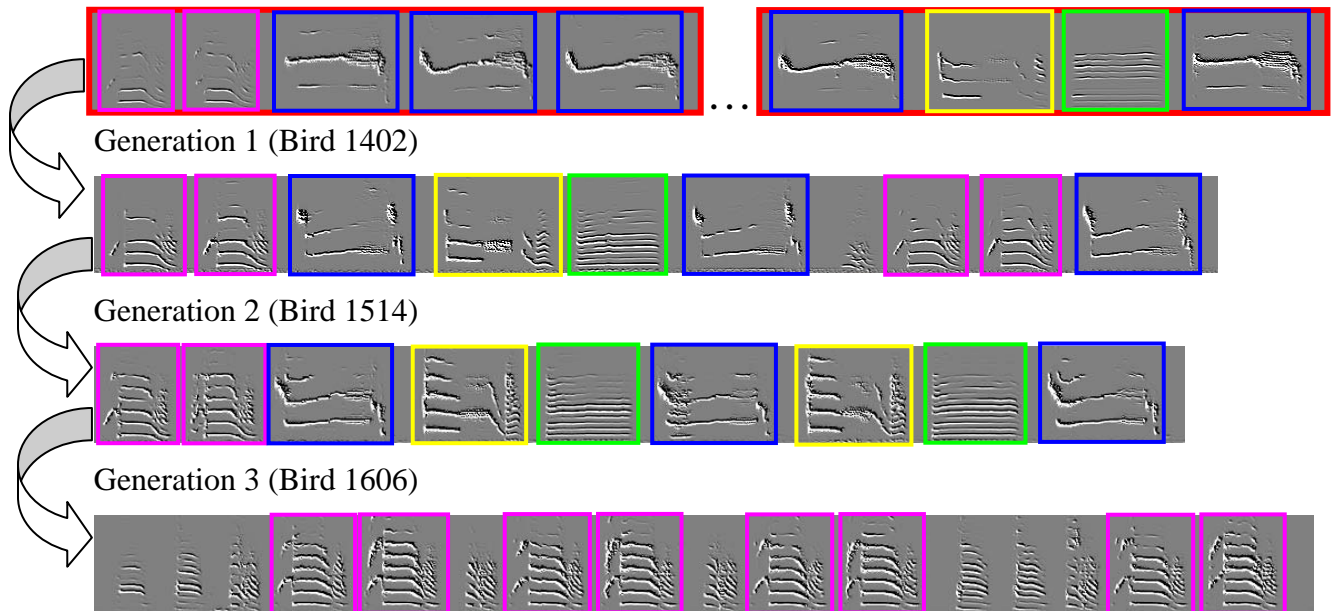 ...
Generation 1 (Bird 1402)
Generation 2 (Bird 1514)
Generation 3 (Bird 1606)